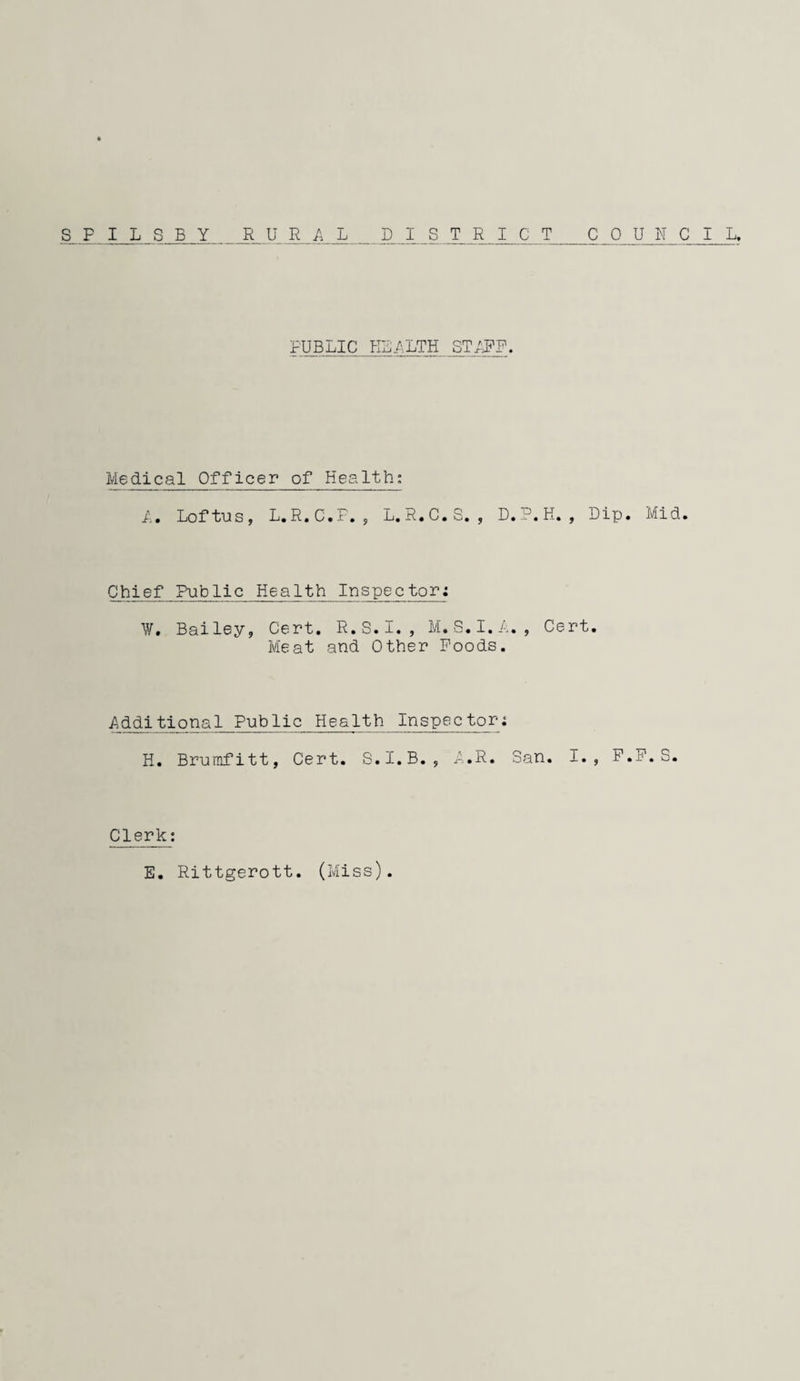 SPILSBY RURAL DISTRICT COUNCIL.
PUBLIC HEALTH STAFF.
Medical Officer of Health:
A. Loftus, L.R.C.P., L.R.C.S., D.P.H., Dip. Mid.
Chief Public Health Inspector:
W. Bailey, Cert. R.S.I., M.S.I.A., Cert.
Meat and Other Foods.
Additional Public Health Inspector:
H. Brumfitt, Cert. S.I.B., A.R. San. I., F.F.S.
Clerk:
E. Rittgerott. (Miss).